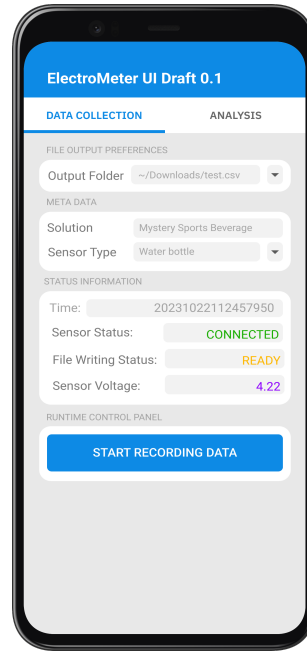 ElectroMeter UI Draft 0.1
DATA COLLECTION ANALYSIS
FILE OUTPUT PREFERENCES
Output Folder ~/Downloads/test.csv
META DATA
Solution Mystery Sports Beverage
Sensor Type Water bottle
STATUS INFORMATION
Time: 20231022112457950
Sensor Status: CONNECTED
File Writing Status: READY
Sensor Voltage: 4.22
RUNTIME CONTROL PANEL
START RECORDING DATA